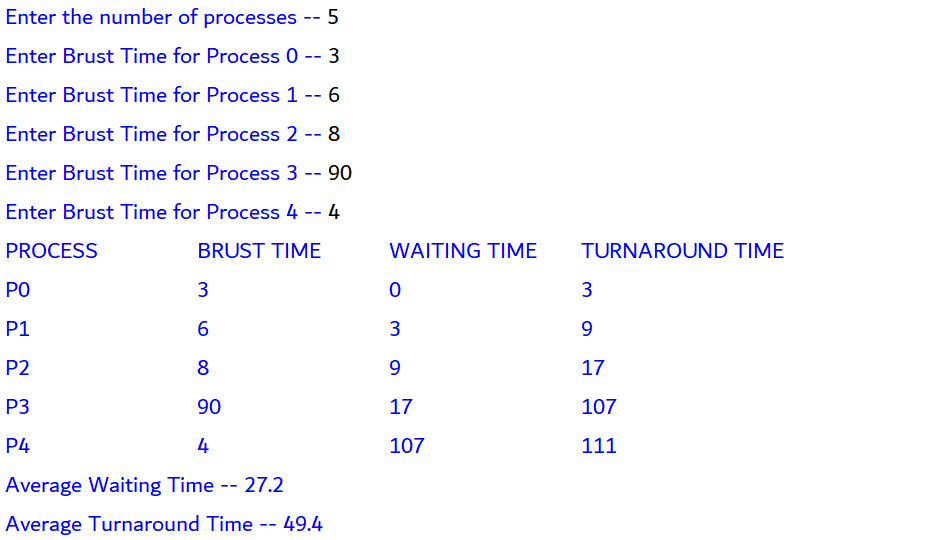 Enter the number of processes -- 5
Enter Brust Time for Process 0 -- 3
Enter Brust Time for Process 1 -- 6
Enter Brust Time for Process 2 -- 8
Enter Brust Time for Process 3 -- 90
Enter Brust Time for Process 4 -- 4
PROCESS BRUST TIME WAITING TIME TURNAROUND TIME
P0 3 0 3
P1 6 3 9
P2 8 9 17
P3 90 17 107
P4 4 107 111
Average Waiting Time -- 27.2
Average Turnaround Time -- 49.4